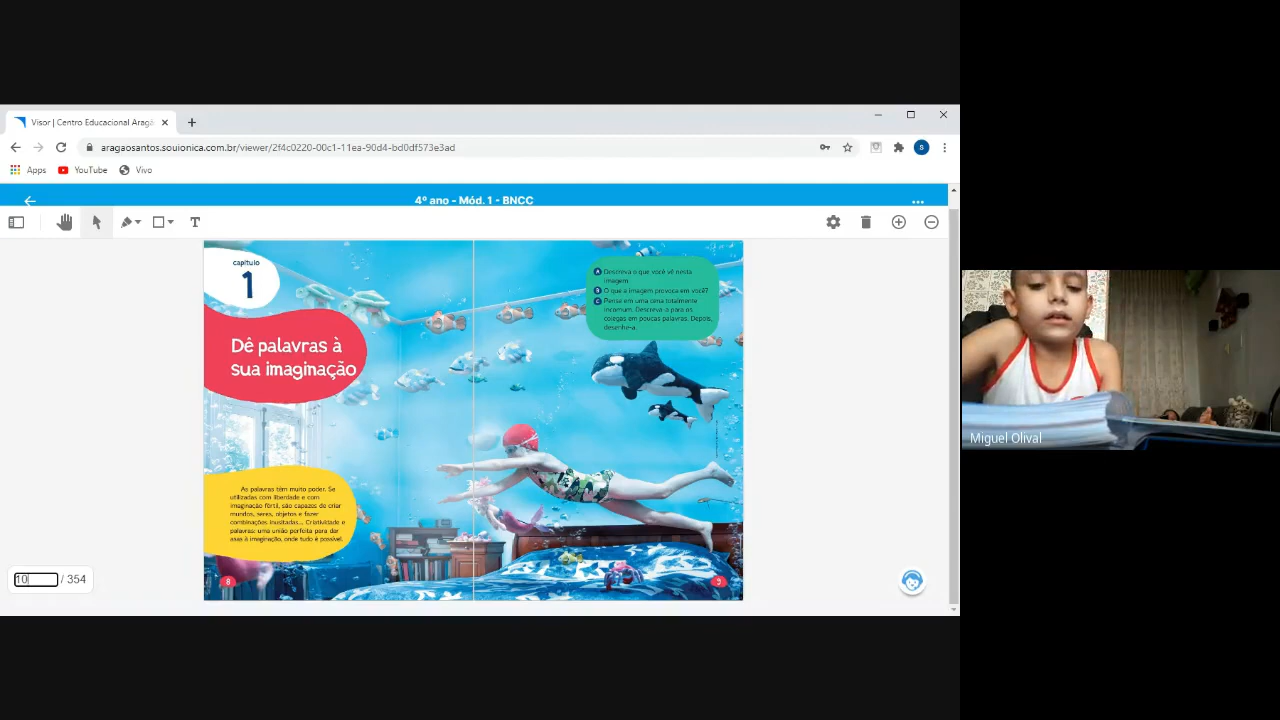 Visor | Centro Educacional Araga
aragaosantos.souionica.com.br/viewer/2f4c0220-00c1-11ea-90d4-bd0df573e3ad
S
Apps
YouTube
Vivo
4º ano - Mód. 1 - BNCC
T
capítulo
1
Dê palavras à
sua imaginação
A Descreva o que você vê nesta
imagem.
B O que a imagem provoca em você?
C Pense em uma cena totalmente
incomum. Descreva-a para os
colegas em poucas palavras. Depois,
desenhe-a.
As palavras têm muito poder. Se
utilizadas com liberdade e com
imaginação fértil, são capazes de criar
mundos, seres, objetos e fazer
combinações inusitadas... Criatividade e
palavras: uma união perfeita para dar
asas à imaginação, onde tudo é possível.
8
9
10 / 354
Miguel Olival